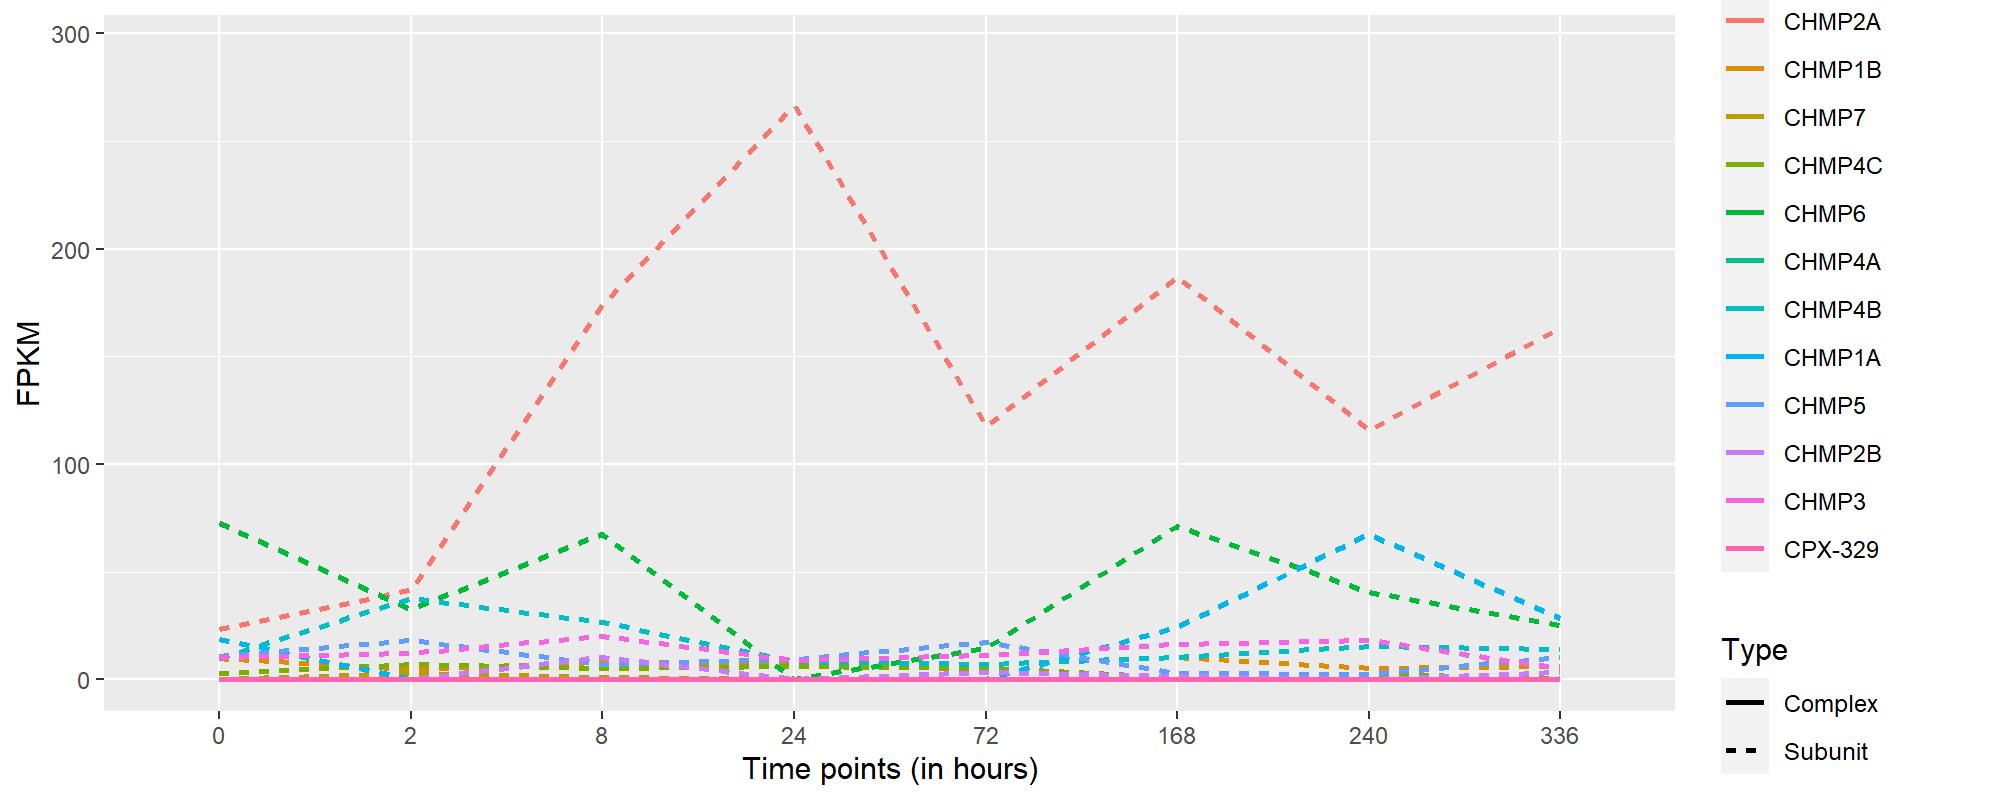 300
200
100
0
FPKM
0 2 8 24 72 168 240 336
Time points (in hours)
CHMP2A
CHMP1B
CHMP7
CHMP4C
CHMP6
CHMP4A
CHMP4B
CHMP1A
CHMP5
CHMP2B
CHMP3
CPX-329
Type
Complex
Subunit